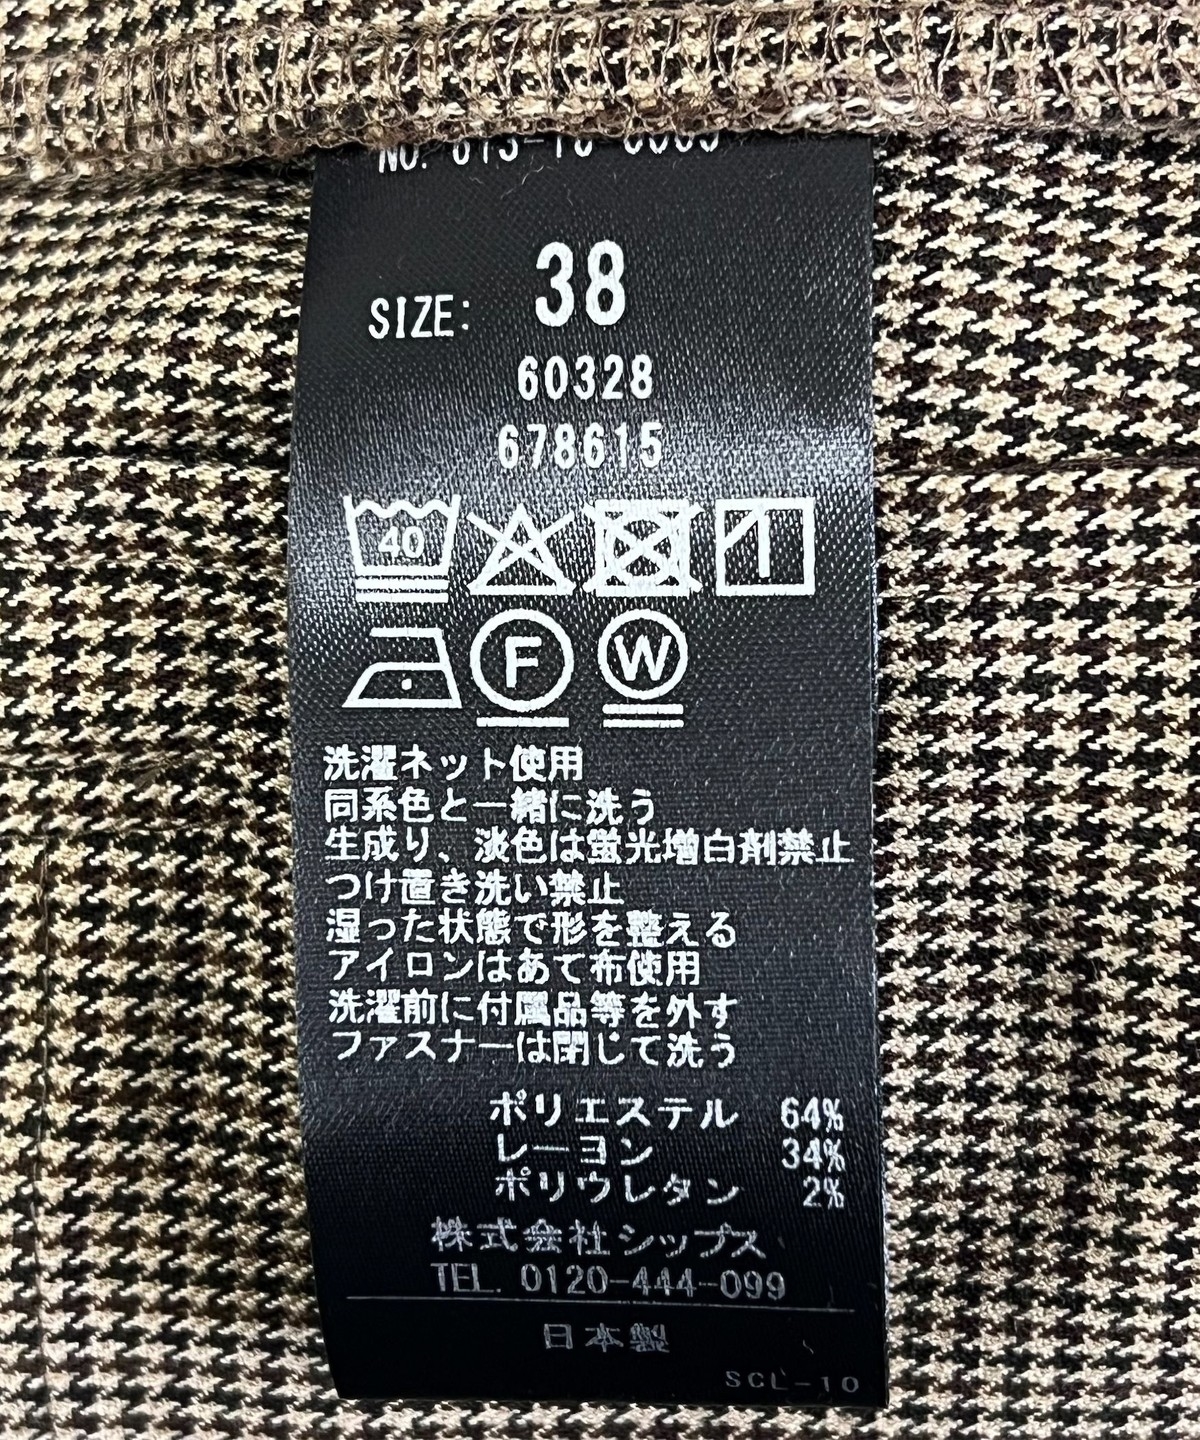 SIZE: 38
60328
678615
40
F W
洗濯ネット使用
同系色と一緒に洗う
生成り、淡色は蛍光増白剤禁止
つけ置き洗い禁止
湿った状態で形を整える
アイロンはあて布使用
洗濯前に付属品等を外す
ファスナーは閉じて洗う
ポリエステル 64%
レーヨン 34%
ポリウレタン 2%
株式会社シップス
TEL. 0120-444-099
日本製
SCL-10